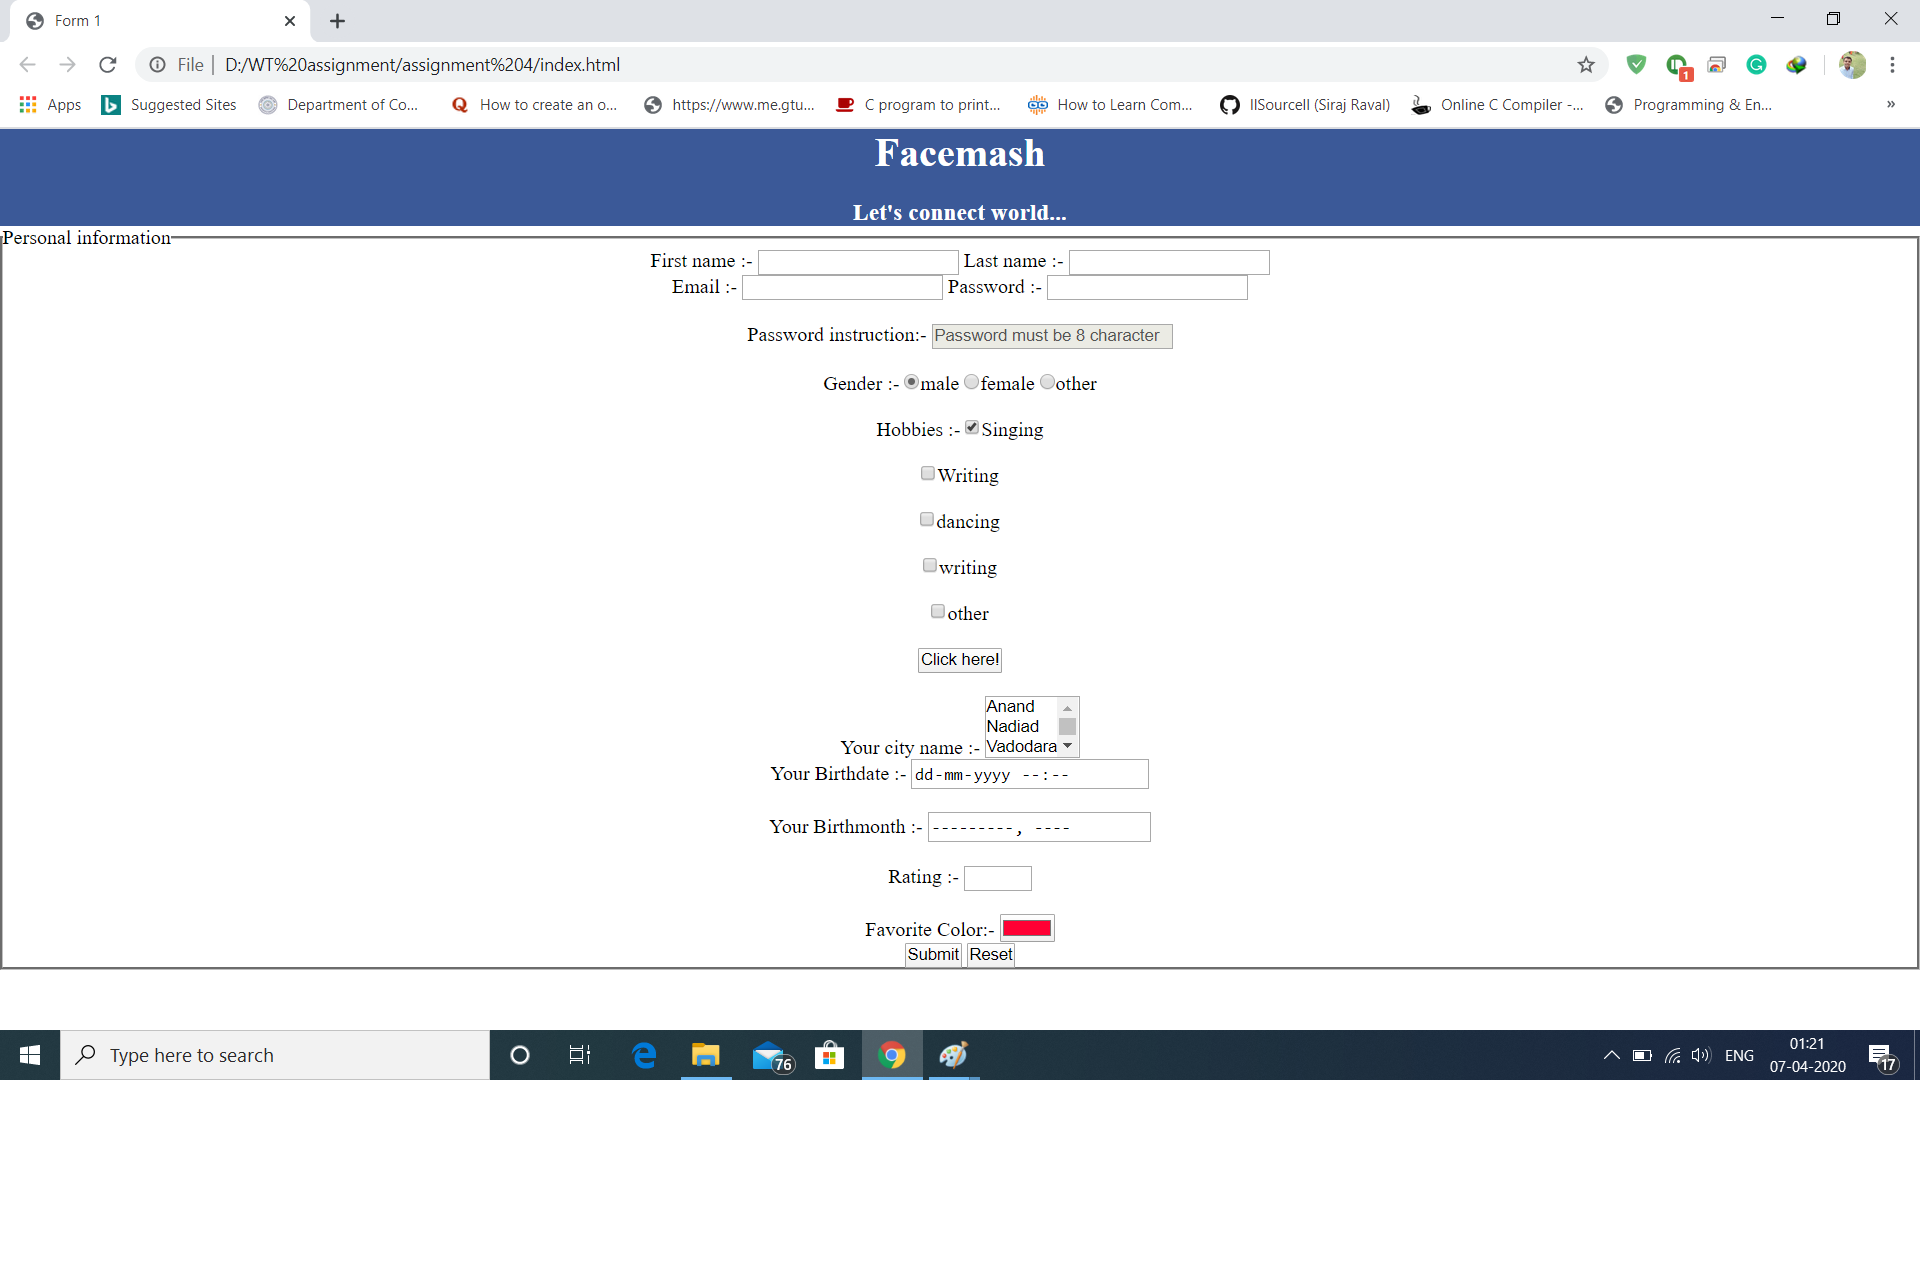 Form 1
File | D:/WT%20assignment/assignment%204/index.html
1
Apps Suggested Sites Department of Co... How to create an o... https://www.me.gtu... C program to print... How to Learn Com... llSourcell (Siraj Raval) Online C Compiler -... Programming & En... »
Facemash
Let's connect world...
Personal information
First name :- Last name :-
Email :- Password :-
Password instruction:- Password must be 8 character
Gender :- male female other
Hobbies :- Singing
Writing
dancing
writing
other
Click here!
Anand
Nadiad
Your city name :- Vadodara
Your Birthdate :- dd-mm-yyyy --:--
Your Birthmonth :- ---------, ----
Rating :-
Favorite Color:-
Submit Reset
Type here to search
76
ENG
01:21
07-04-2020
17